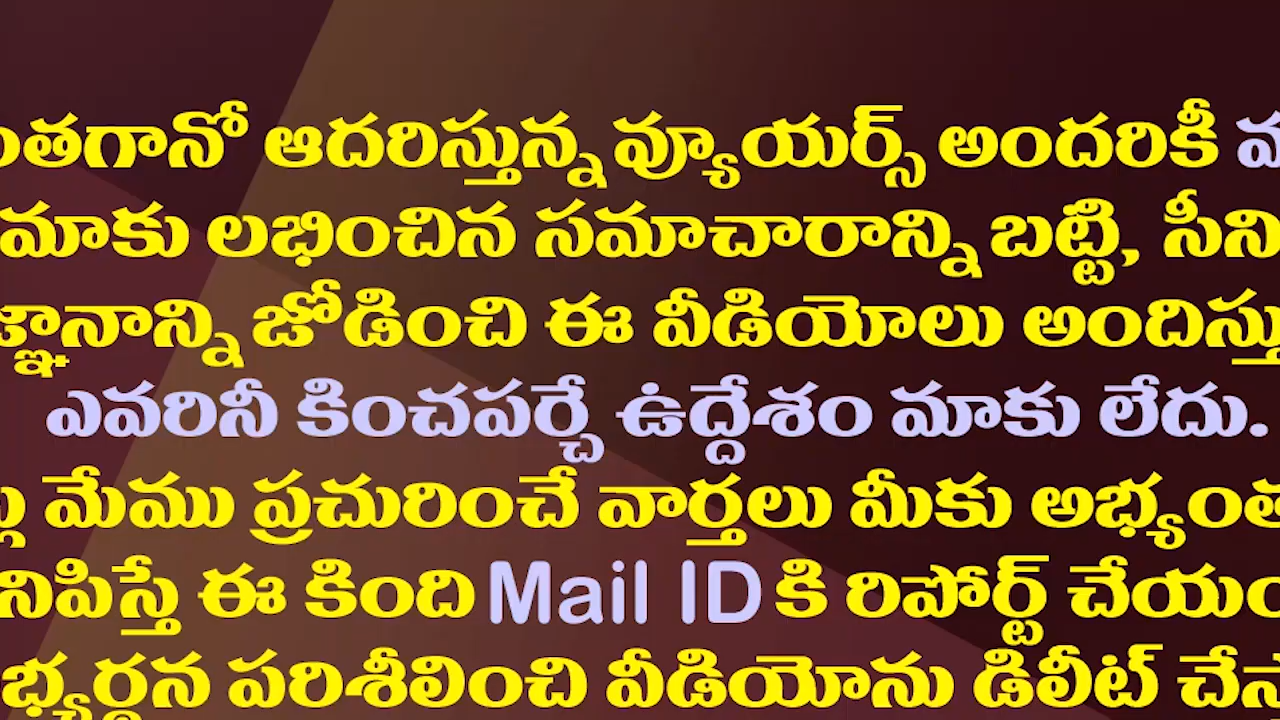 ఆదరిస్తున్న వ్యూయర్స్ అందరికీ
మాకు లభించిన సమాచారాన్ని బట్టి,
జోడించి ఈ వీడియోలు
ఎవరినీ కించపర్చే ఉద్దేశం మాకు లేదు.
మేము ప్రచురించే వార్తలు మీకు
ఈ కింది Mail ID కి రిపోర్ట్
పరిశీలించి వీడియోను డిలీట్